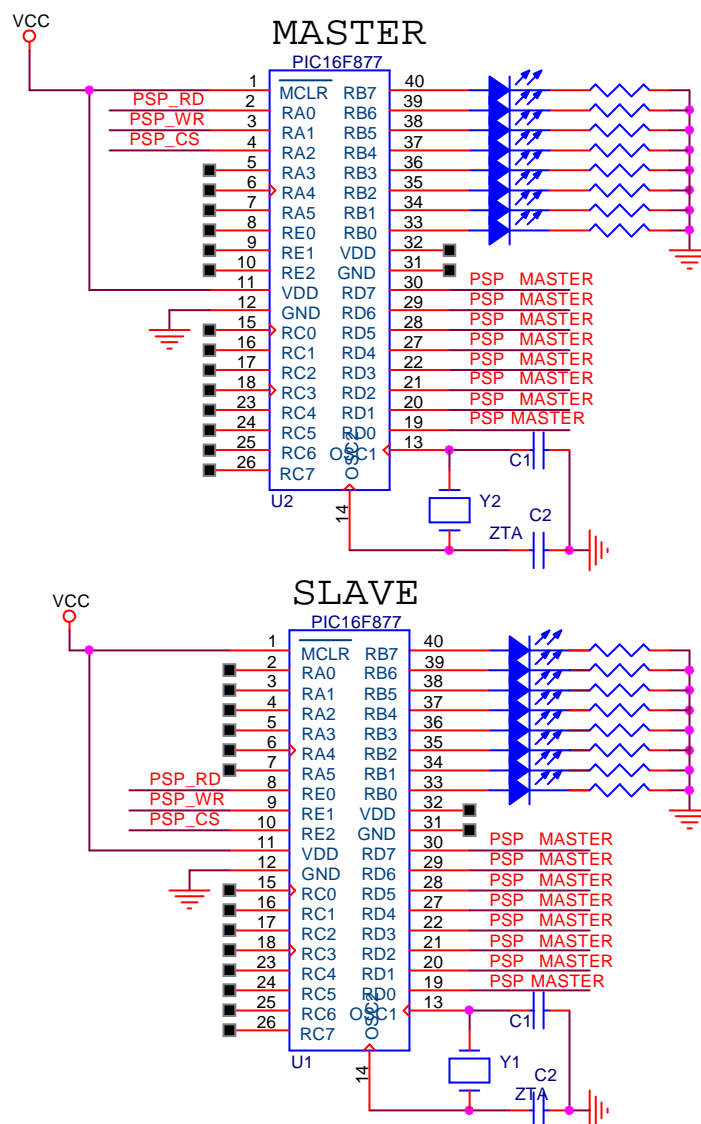 VCC
MASTER
PIC16F877
1 MCLR RB7 40
PSP_RD 2 RA0 RB6 39
PSP_WR 3 RA1 RB5 38
PSP_CS 4 RA2 RB4 37
5 RA3 RB3 36
6 RA4 RB2 35
7 RA5 RB1 34
8 RE0 RB0 33
9 RE1 VDD 32
10 RE2 GND 31
11 VDD RD7 30 PSP MASTER
12 GND RD6 29 PSP MASTER
15 RC0 RD5 28 PSP MASTER
16 RC1 RD4 27 PSP MASTER
17 RC2 RD3 22 PSP MASTER
18 RC3 RD2 21 PSP MASTER
23 RC4 RD1 20 PSP MASTER
24 RC5 RD0 19 PSP MASTER
25 RC6 OSC1 13 C1
26 RC7 OSC2
U2 14 Y2 C2
ZTA
SLAVE
VCC
PIC16F877
1 MCLR RB7 40
2 RA0 RB6 39
3 RA1 RB5 38
4 RA2 RB4 37
5 RA3 RB3 36
6 RA4 RB2 35
7 RA5 RB1 34
PSP_RD 8 RE0 RB0 33
PSP_WR 9 RE1 VDD 32
PSP_CS 10 RE2 GND 31
11 VDD RD7 30 PSP MASTER
12 GND RD6 29 PSP MASTER
15 RC0 RD5 28 PSP MASTER
16 RC1 RD4 27 PSP MASTER
17 RC2 RD3 22 PSP MASTER
18 RC3 RD2 21 PSP MASTER
23 RC4 RD1 20 PSP MASTER
24 RC5 RD0 19 PSP MASTER
25 RC6 OSC1 13 C1
26 RC7 OSC2
U1 14 Y1 C2
ZTA